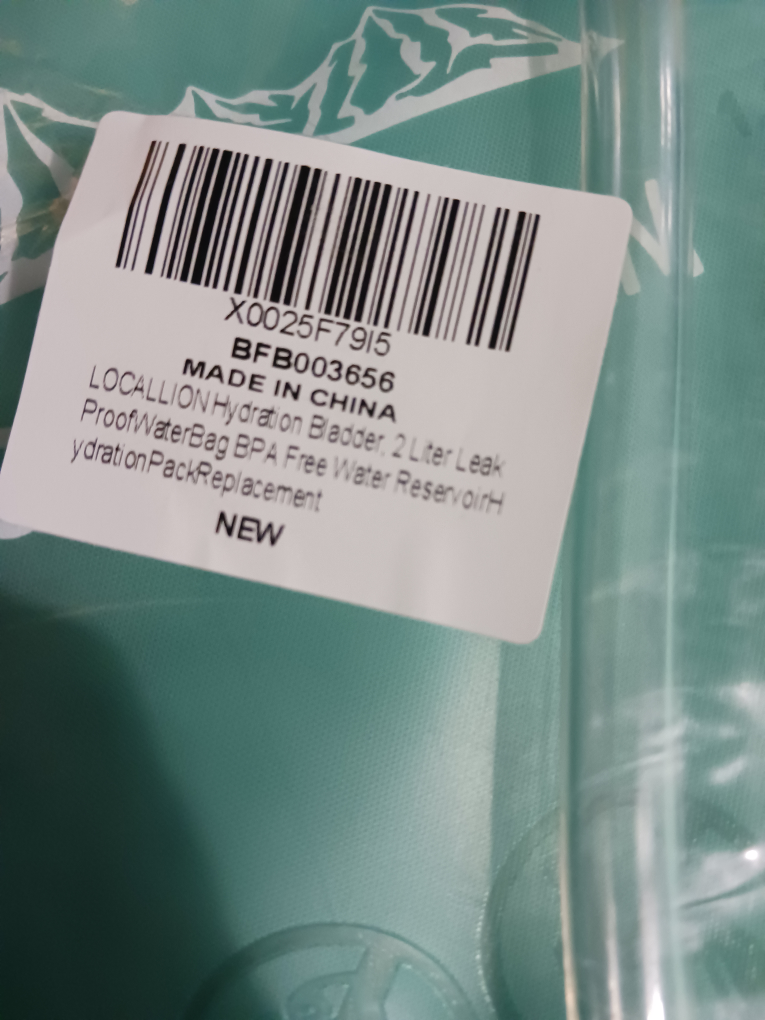 X0025F79I5
BFB003656
MADE IN CHINA
LOCALLION Hydration Bladder, 2 Liter Leak
ProofWaterBag BPA Free Water ReservoirH
ydrationPackReplacement
NEW
N